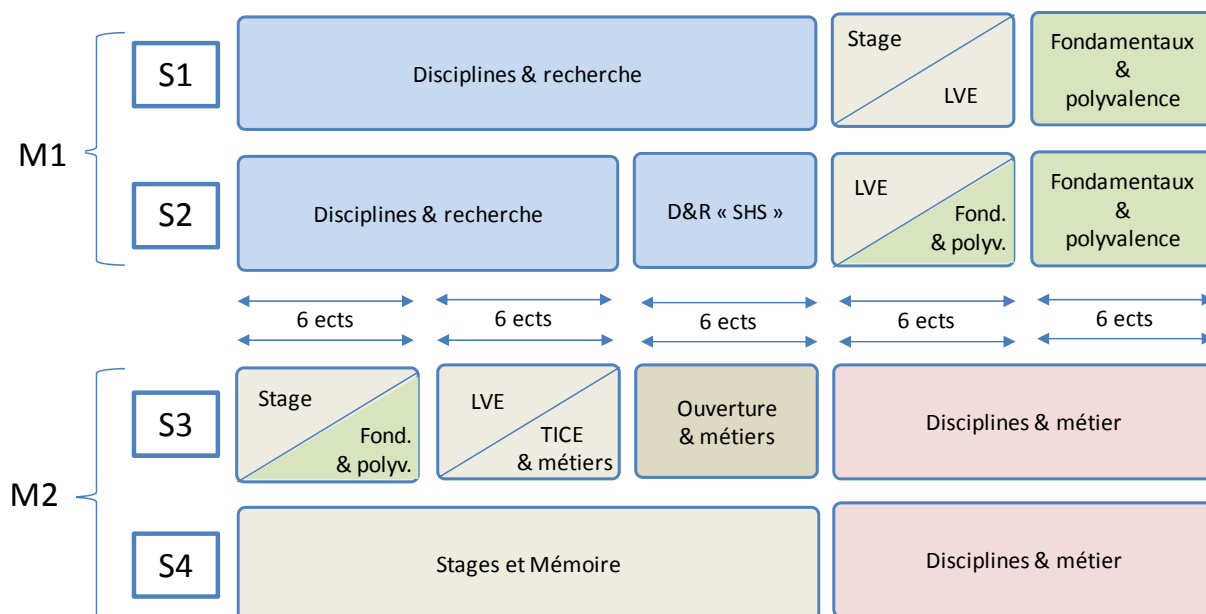 M1
S1
Disciplines & recherche
Stage
LVE
Fondamentaux
&
polyvalence
S2
Disciplines & recherche
D&R « SHS »
LVE
Fond.
& polyv.
Fondamentaux
&
polyvalence
6 ects
6 ects
6 ects
6 ects
6 ects
M2
S3
Stage
Fond.
& polyv.
LVE
TICE
& métiers
Ouverture
& métiers
Disciplines & métier
S4
Stages et Mémoire
Disciplines & métier